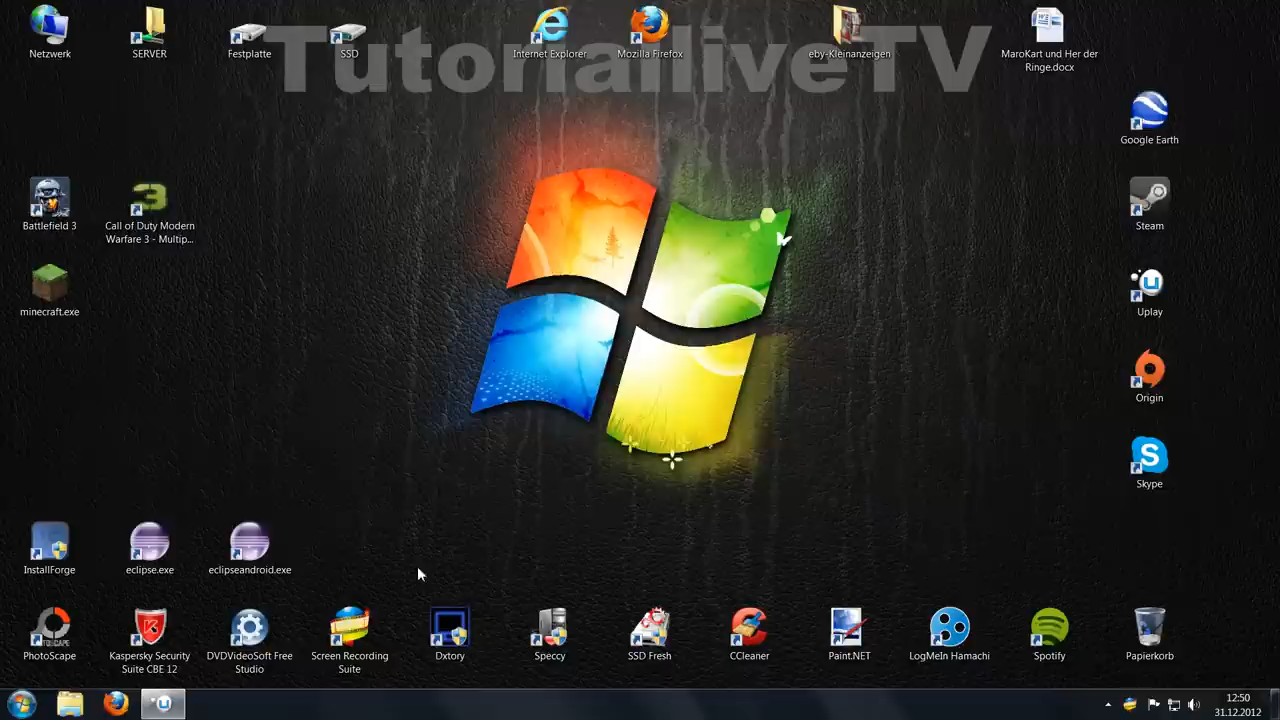 TutorialliveTV
Netzwerk
SERVER
Festplatte
SSD
Internet Explorer
Mozilla Firefox
eby-Kleinanzeigen
MaroKart und Her der
Ringe.docx
Google Earth
Battlefield 3
Call of Duty Modern
Warfare 3 - Multip...
Steam
minecraft.exe
Uplay
Origin
Skype
InstallForge
eclipse.exe
eclipseandroid.exe
PhotoScape
Kaspersky Security
Suite CBE 12
DVDVideoSoft Free
Studio
Screen Recording
Suite
Dxtory
Speccy
SSD Fresh
CCleaner
Paint.NET
LogMeIn Hamachi
Spotify
Papierkorb
12:50
31.12.2012